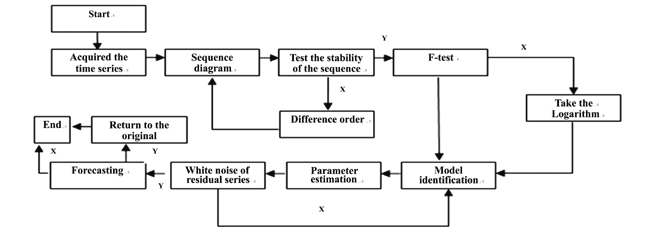 Start
Acquired the
time series
Sequence
diagram
Test the stability
of the sequence
Y
F-test
X
X
Difference order
Take the
Logarithm
End
Return to the
original
X
Y
Forecasting
Y
White noise of
residual series
Parameter
estimation
Model
identification
X